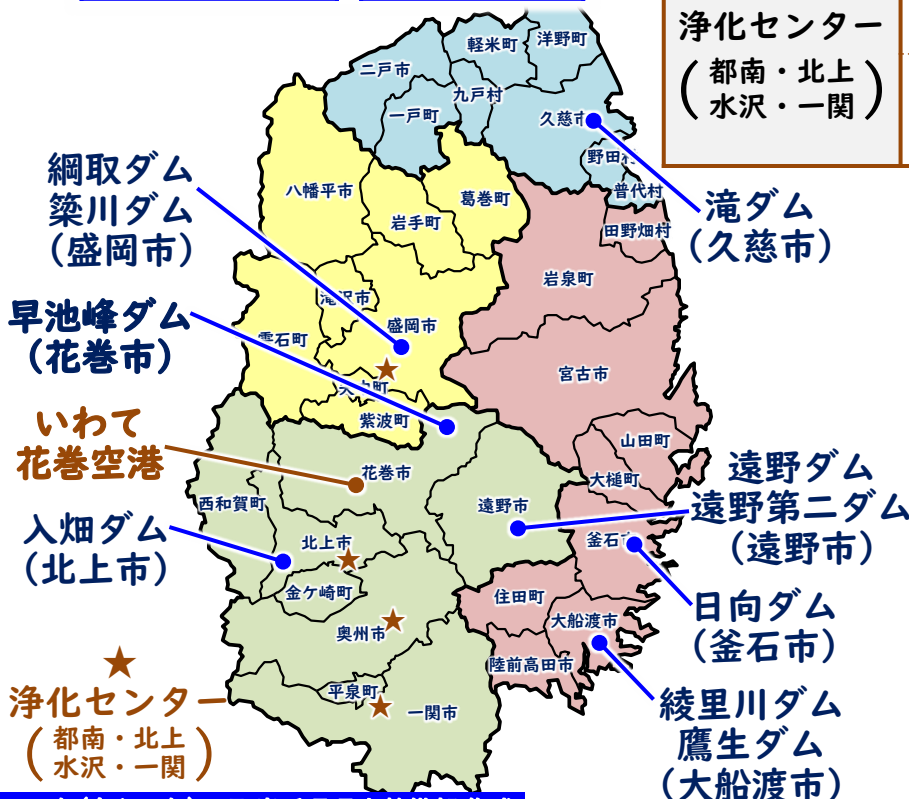 浄化センター
(都南・北上
水沢・一関)
洋野町
軽米町
二戸市
九戸村
一戸町
久慈市
野田村
普代村
八幡平市
葛巻町
岩手町
田野畑村
綱取ダム
簗川ダム
(盛岡市)
滝ダム
(久慈市)
岩泉町
滝沢市
早池峰ダム
(花巻市)
盛岡市
雫石町
宮古市
矢巾町
紫波町
いわて
花巻空港
山田町
花巻市
大槌町
西和賀町
遠野市
遠野ダム
遠野第二ダム
(遠野市)
入畑ダム
(北上市)
北上市
釜石市
金ケ崎町
住田町
日向ダム
(釜石市)
奥州市
大船渡市
陸前高田市
★
浄化センター
(都南・北上
水沢・一関)
平泉町
一関市
綾里川ダム
鷹生ダム
(大船渡市)